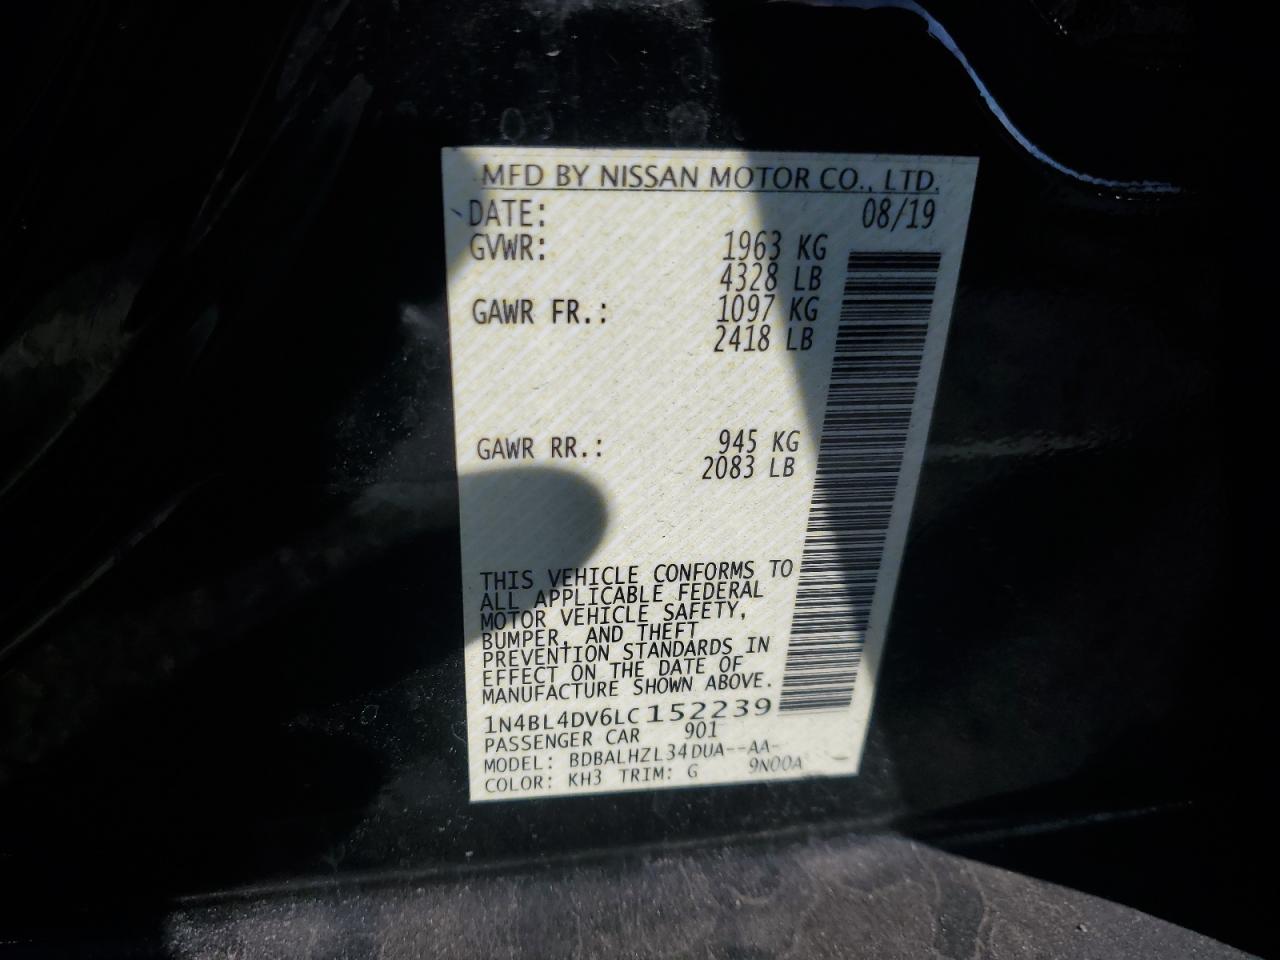 MFD BY NISSAN MOTOR CO., LTD.
DATE: 08/19
GVWR: 1963 KG
4328 LB
GAWR FR.: 1097 KG
2418 LB
GAWR RR.: 945 KG
2083 LB
THIS VEHICLE CONFORMS TO
ALL APPLICABLE FEDERAL
MOTOR VEHICLE SAFETY,
BUMPER, AND THEFT
PREVENTION STANDARDS IN
EFFECT ON THE DATE OF
MANUFACTURE SHOWN ABOVE.
1N4BL4DV6LC152239
PASSENGER CAR 901
MODEL: BDBALHZL34DUA--AA-
COLOR: KH3 TRIM: G 9N00A